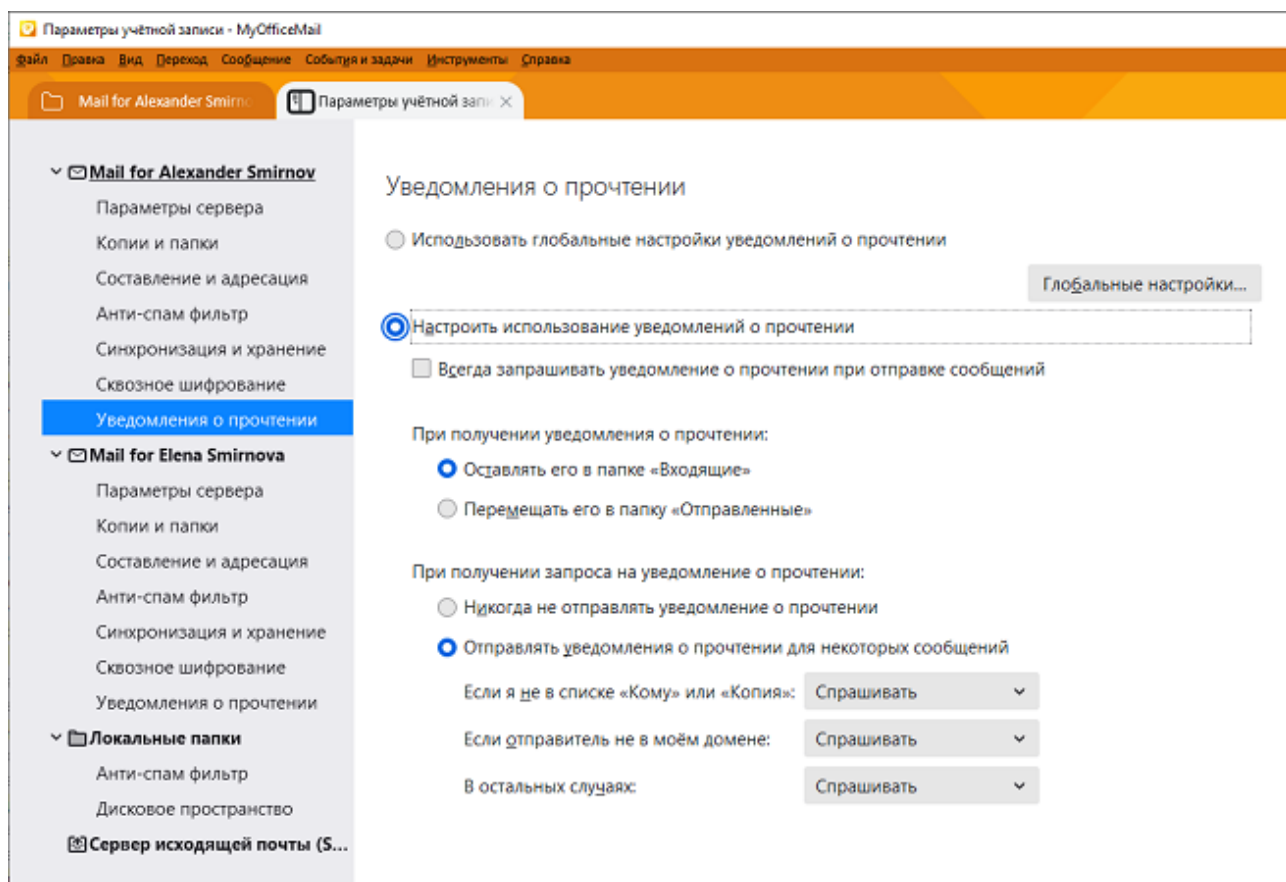 Параметры учётной записи - MyOfficeMail
Файл Правка Вид Переход Сообщение События и задачи Инструменты Справка
Mail for Alexander Smirno
Параметры учётной запи
Mail for Alexander Smirnov
Параметры сервера
Копии и папки
Составление и адресация
Анти-спам фильтр
Синхронизация и хранение
Сквозное шифрование
Уведомления о прочтении
Mail for Elena Smirnova
Параметры сервера
Копии и папки
Составление и адресация
Анти-спам фильтр
Синхронизация и хранение
Сквозное шифрование
Уведомления о прочтении
Локальные папки
Анти-спам фильтр
Дисковое пространство
Сервер исходящей почты (S...
Уведомления о прочтении
Использовать глобальные настройки уведомлений о прочтении
Глобальные настройки...
Настроить использование уведомлений о прочтении
Всегда запрашивать уведомление о прочтении при отправке сообщений
При получении уведомления о прочтении:
Оставлять его в папке «Входящие»
Перемещать его в папку «Отправленные»
При получении запроса на уведомление о прочтении:
Никогда не отправлять уведомление о прочтении
Отправлять уведомления о прочтении для некоторых сообщений
Если я не в списке «Кому» или «Копия»: Спрашивать
Если отправитель не в моём домене: Спрашивать
В остальных случаях: Спрашивать